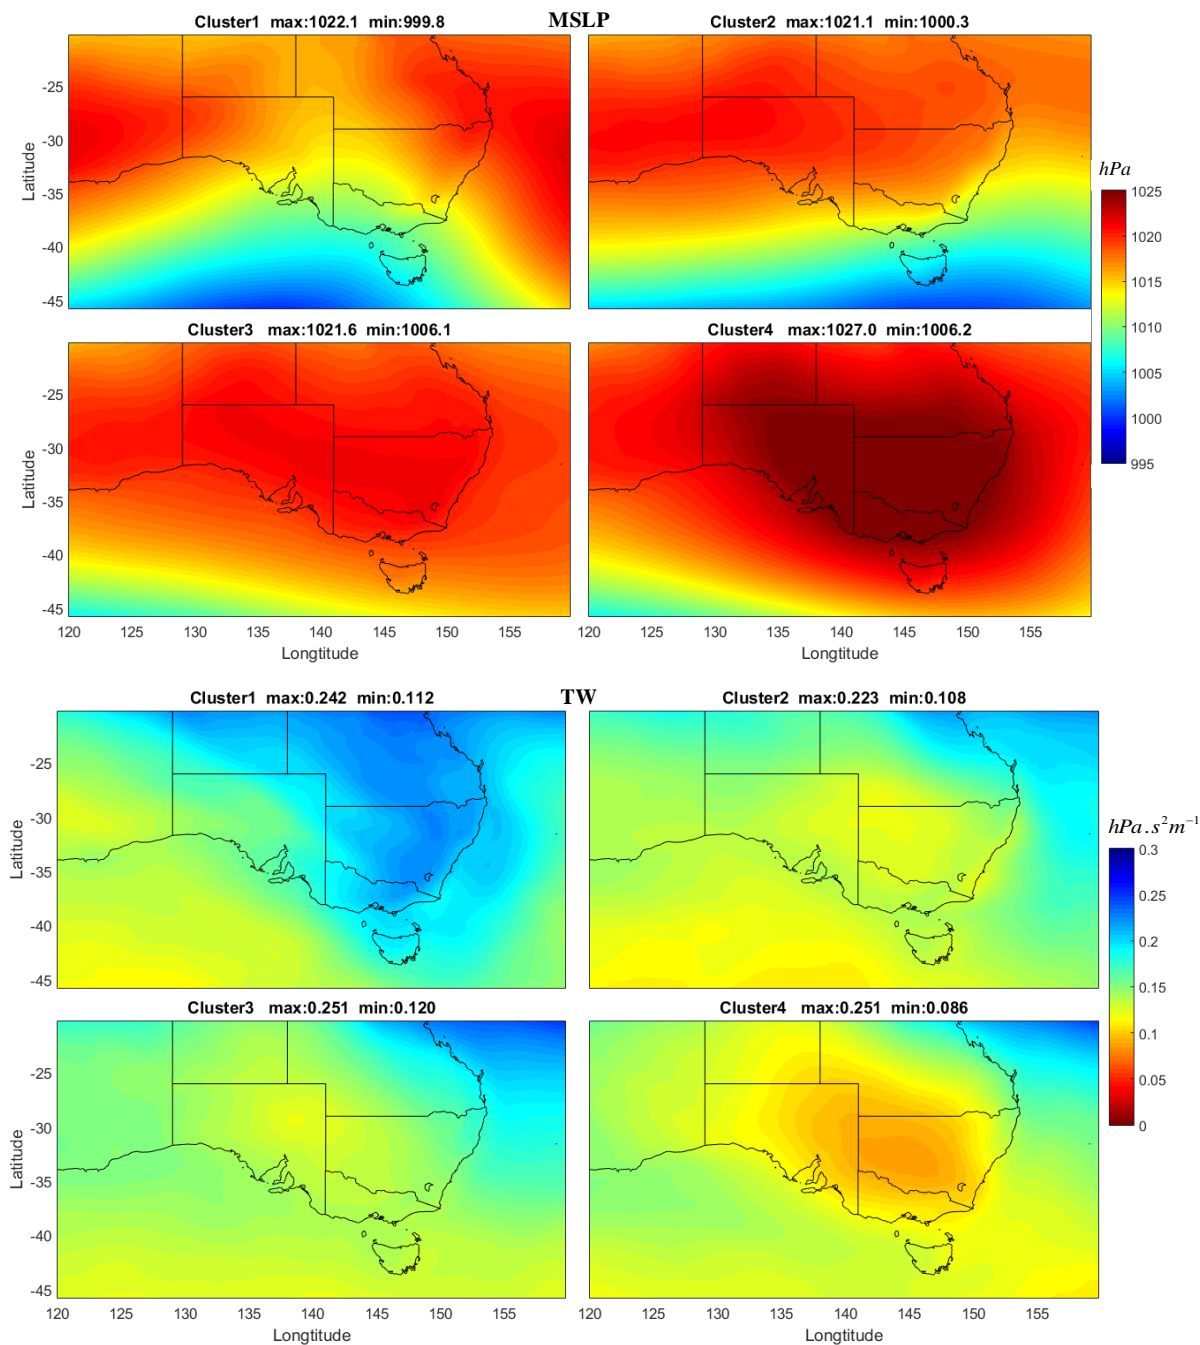 MSLP
Cluster1 max:1022.1 min:999.8
Cluster2 max:1021.1 min:1000.3
-25
-30
-35
-40
-45
Latitude
hPa
1025
1020
1015
1010
1005
1000
995
Cluster3 max:1021.6 min:1006.1
Cluster4 max:1027.0 min:1006.2
-25
-30
-35
-40
-45
Latitude
120 125 130 135 140 145 150 155
Longtitude
120 125 130 135 140 145 150 155
Longtitude
TW
Cluster1 max:0.242 min:0.112
Cluster2 max:0.223 min:0.108
-25
-30
-35
-40
-45
Latitude
hPa.s²m⁻¹
0.3
0.25
0.2
0.15
0.1
0.05
0
Cluster3 max:0.251 min:0.120
Cluster4 max:0.251 min:0.086
-25
-30
-35
-40
-45
Latitude
120 125 130 135 140 145 150 155
Longtitude
120 125 130 135 140 145 150 155
Longtitude